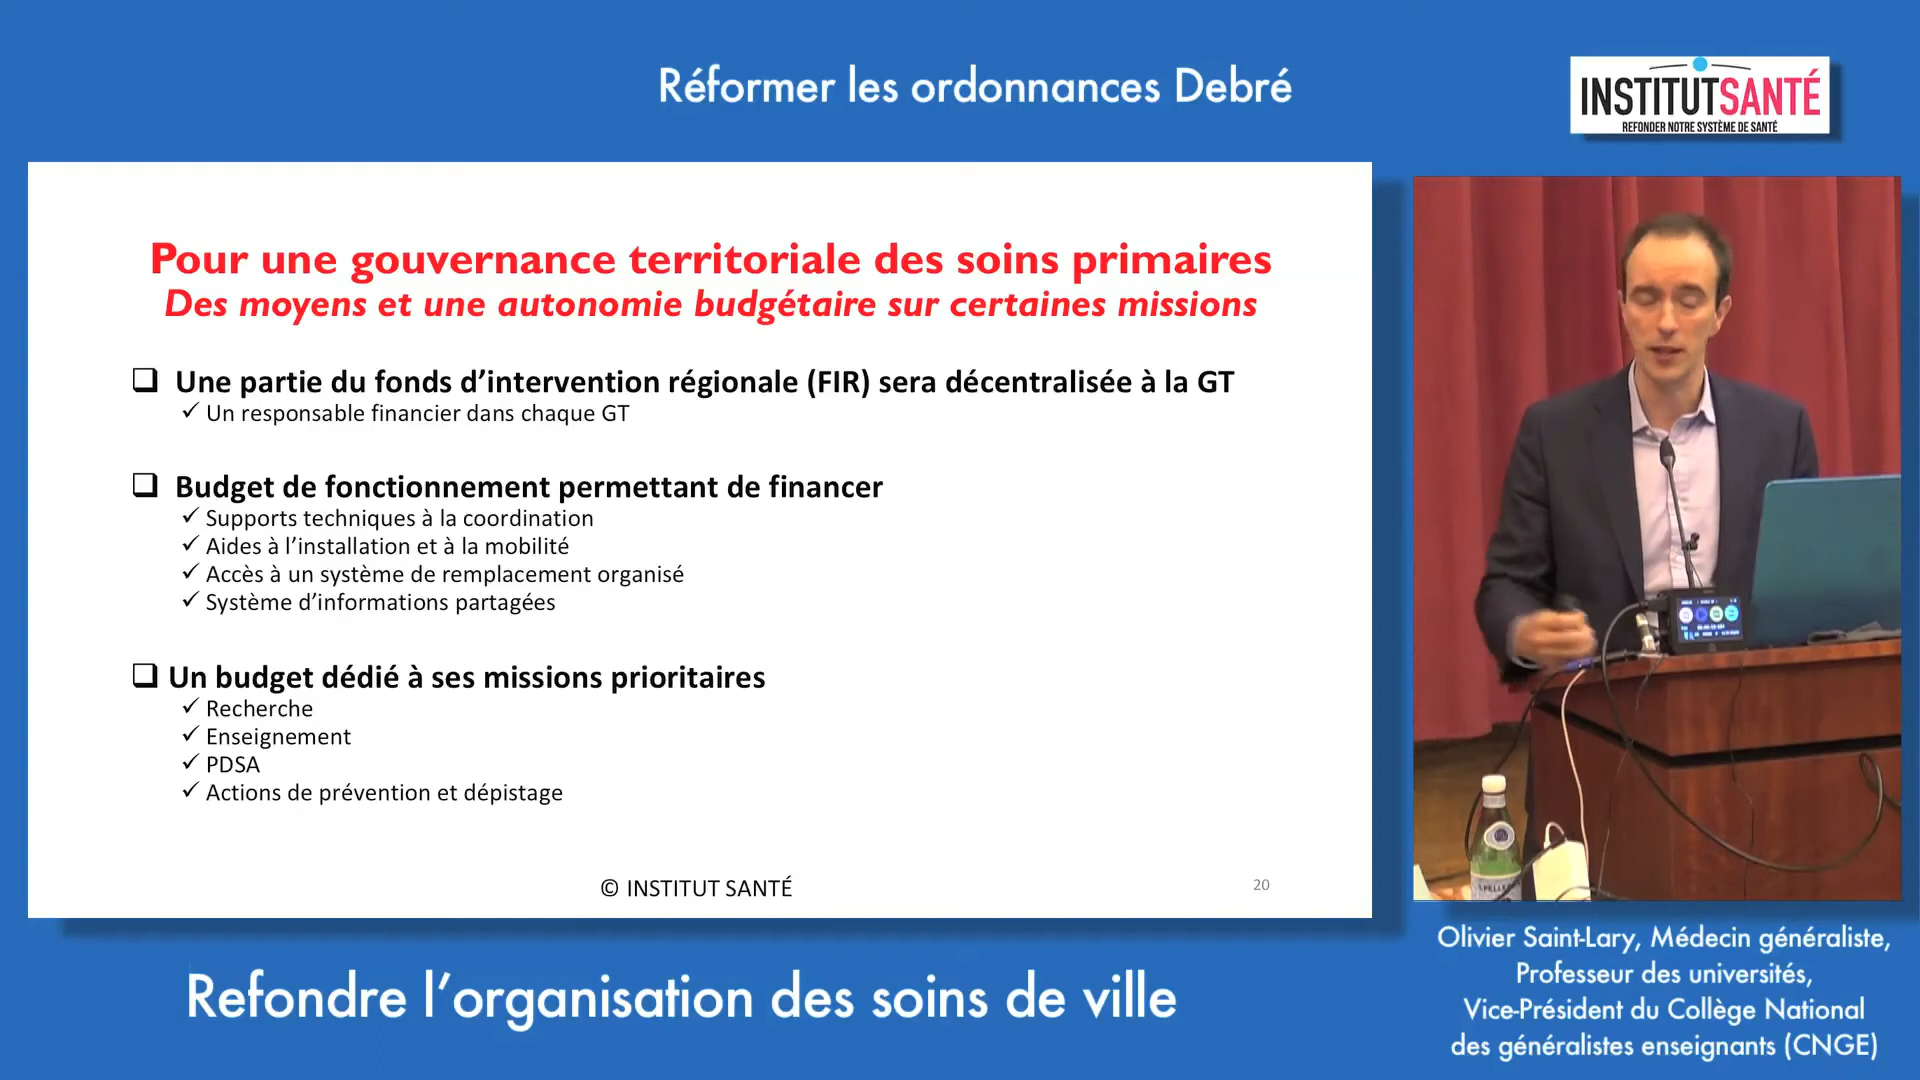 Réformer les ordonnances Debré
INSTITUTSANTÉ
REFONDER NOTRE SYSTÈME DE SANTÉ
Pour une gouvernance territoriale des soins primaires
Des moyens et une autonomie budgétaire sur certaines missions
❑ Une partie du fonds d’intervention régionale (FIR) sera décentralisée à la GT
✓ Un responsable financier dans chaque GT
❑ Budget de fonctionnement permettant de financer
✓ Supports techniques à la coordination
✓ Aides à l’installation et à la mobilité
✓ Accès à un système de remplacement organisé
✓ Système d’informations partagées
❑ Un budget dédié à ses missions prioritaires
✓ Recherche
✓ Enseignement
✓ PDSA
✓ Actions de prévention et dépistage
© INSTITUT SANTÉ
20
Olivier Saint-Lary, Médecin généraliste,
Professeur des universités,
Vice-Président du Collège National
des généralistes enseignants (CNGE)
Refondre l’organisation des soins de ville